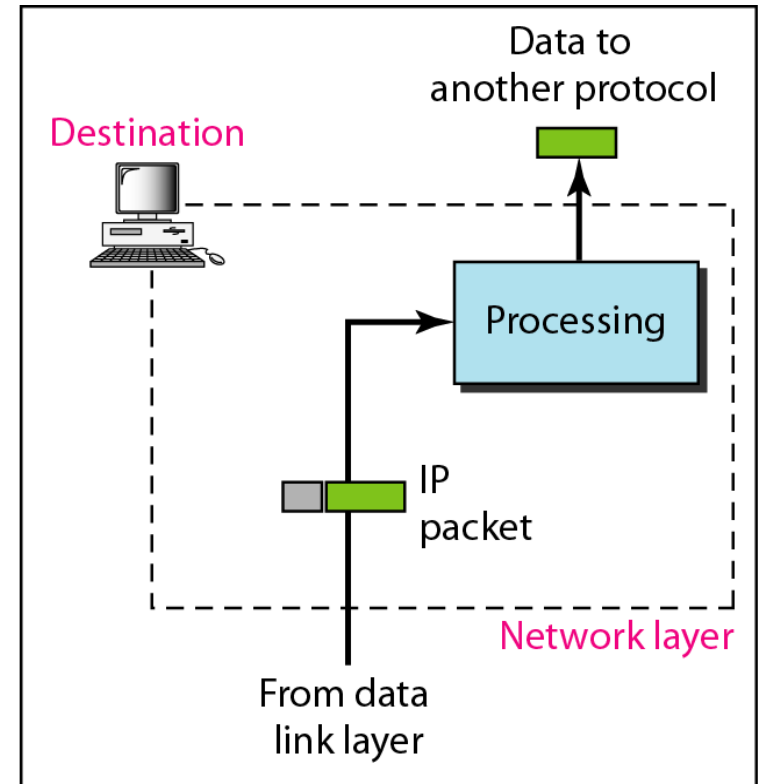 Data to
another protocol
Destination
Processing
IP
packet
Network layer
From data
link layer